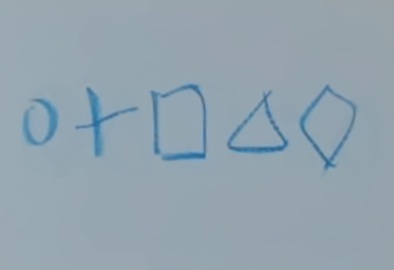 ○ + □ △ ◇